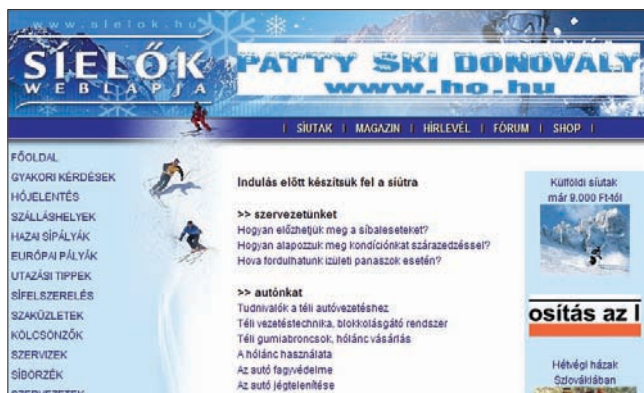 www.sielok.hu
SÍELŐK
WEBLAPJA
PATTY SKI DONOVALY
www.ho.hu
| SÍUTAK | MAGAZIN | HÍRLEVÉL | FÓRUM | SHOP |
FŐOLDAL
GYAKORI KÉRDÉSEK
HÓJELENTÉS
SZÁLLÁSHELYEK
HAZAI SÍPÁLYÁK
EURÓPAI PÁLYÁK
UTAZÁSI TIPPEK
SÍFELSZERELÉS
SZAKÜZLETEK
KÖLCSÖNZŐK
SZERVIZEK
SÍBÖRZÉK
SZERVEZETEK
Indulás előtt készítsük fel a síútra
>> szervezetünket
Hogyan előzhetjük meg a síbaleseteket?
Hogyan alapozzuk meg kondíciónkat szárazedzéssel?
Hova fordulhatunk izületi panaszok esetén?
>> autónkat
Tudnivalók a téli autóvezetéshez
Téli vezetéstechnika, blokkolásgátló rendszer
Téli gumiabroncsok, hólánc vásárlás
A hólánc használata
Az autó fagyvédelme
Az autó jégtelenítése
Külföldi síutak
már 9.000 Ft-tól
osítás az l
Hétvégi házak
Szlovákiában